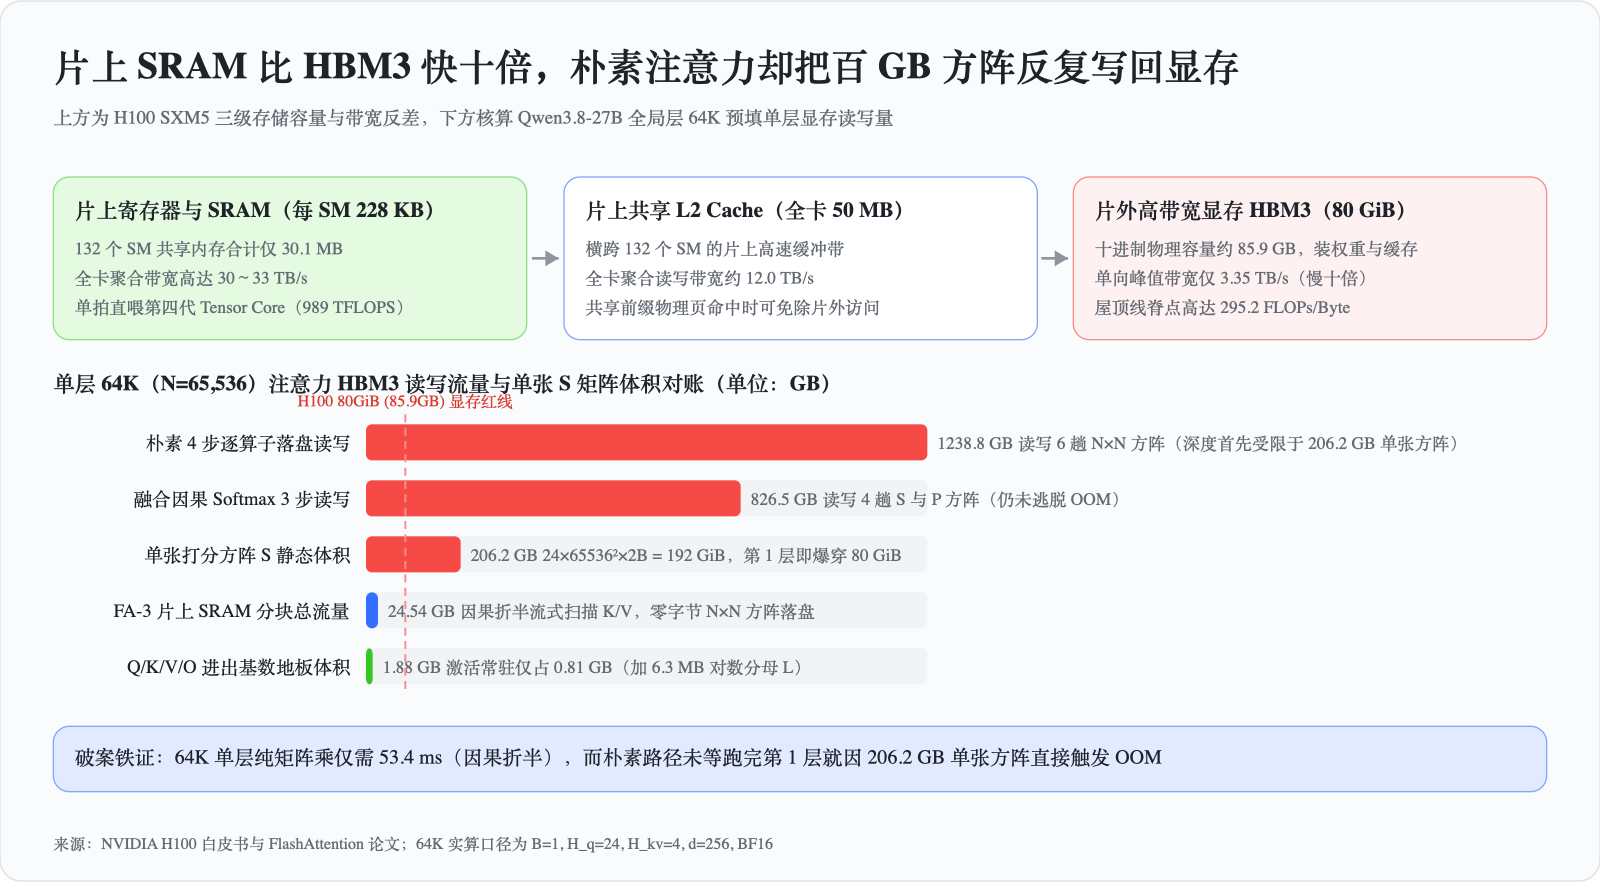 片上 SRAM 比 HBM3 快十倍，朴素注意力却把百 GB 方阵反复写回显存
上方为 H100 SXM5 三级存储容量与带宽反差，下方核算 Qwen3.8-27B 全局层 64K 预填单层显存读写量
片上寄存器与 SRAM（每 SM 228 KB）
132 个 SM 共享内存合计仅 30.1 MB
全卡聚合带宽高达 30 ~ 33 TB/s
单拍直喂第四代 Tensor Core（989 TFLOPS）
片上共享 L2 Cache（全卡 50 MB）
横跨 132 个 SM 的片上高速缓冲带
全卡聚合读写带宽约 12.0 TB/s
共享前缀物理页命中时可免除片外访问
片外高带宽显存 HBM3（80 GiB）
十进制物理容量约 85.9 GB，装权重与缓存
单向峰值带宽仅 3.35 TB/s（慢十倍）
屋顶线脊点高达 295.2 FLOPs/Byte
单层 64K（N=65,536）注意力 HBM3 读写流量与单张 S 矩阵体积对账（单位：GB）
H100 80GiB (85.9GB) 显存红线
朴素 4 步逐算子落盘读写
1238.8 GB 读写 6 趟 N×N 方阵（深度首先受限于 206.2 GB 单张方阵）
融合因果 Softmax 3 步读写
826.5 GB 读写 4 趟 S 与 P 方阵（仍未逃脱 OOM）
单张打分方阵 S 静态体积
206.2 GB 24×65536²×2B = 192 GiB，第 1 层即爆穿 80 GiB
FA-3 片上 SRAM 分块总流量
24.54 GB 因果折半流式扫描 K/V，零字节 N×N 方阵落盘
Q/K/V/O 进出基数地板体积
1.88 GB 激活常驻仅占 0.81 GB（加 6.3 MB 对数分母 L）
破案铁证：64K 单层纯矩阵乘仅需 53.4 ms（因果折半），而朴素路径未等跑完第 1 层就因 206.2 GB 单张方阵直接触发 OOM
来源：NVIDIA H100 白皮书与 FlashAttention 论文；64K 实算口径为 B=1, H_q=24, H_kv=4, d=256, BF16